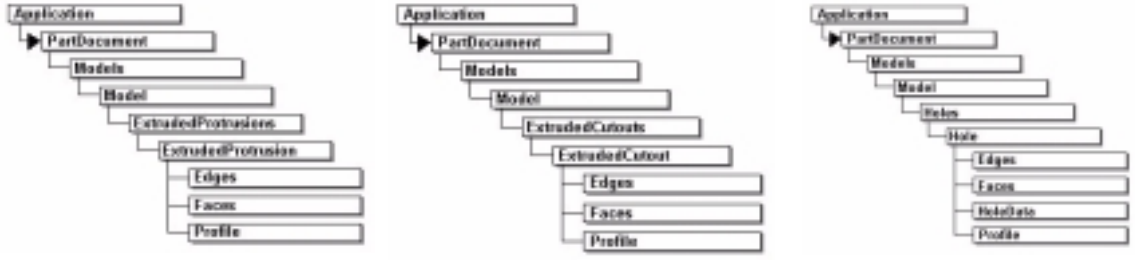 Application
PartDocument
Models
Model
ExtrudedProtrusions
ExtrudedProtrusion
Edges
Faces
Profile
Application
PartDocument
Models
Model
ExtrudedCutouts
ExtrudedCutout
Edges
Faces
Profile
Application
PartDocument
Models
Model
Holes
Hole
Edges
Faces
HoleData
Profile